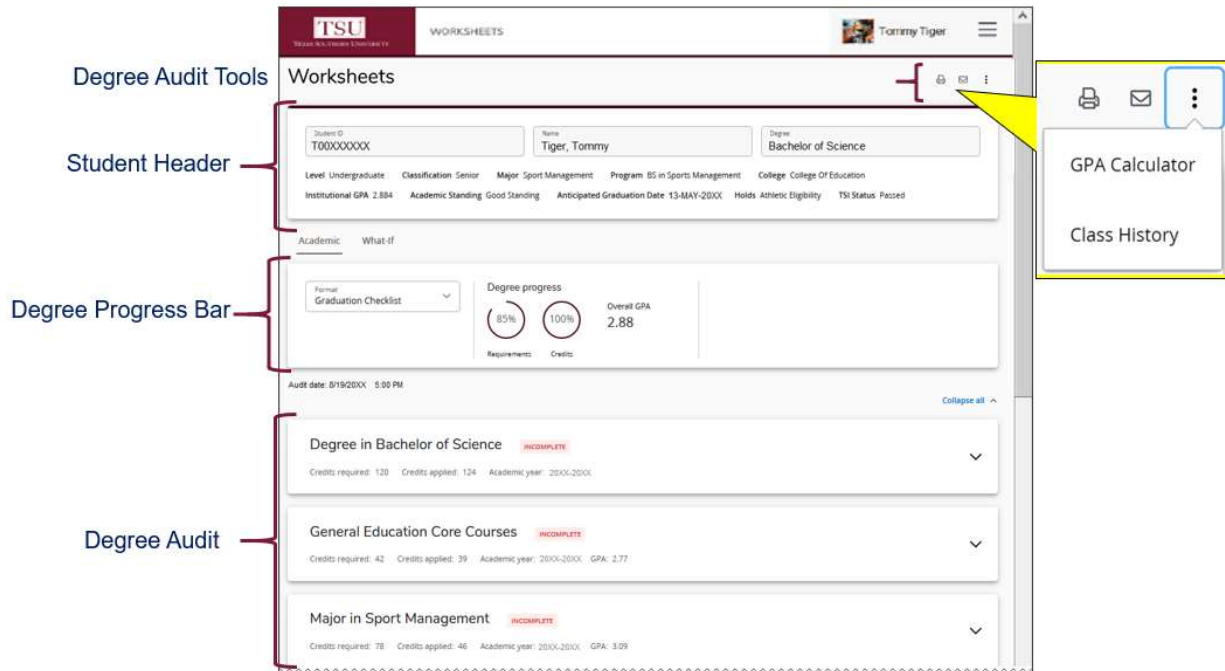 TSU
TEXAS SOUTHERN UNIVERSITY
WORKSHEETS
Tommy Tiger
Degree Audit Tools
Worksheets
GPA Calculator
Class History
Student Header
Student ID
T00XXXXXX
Name
Tiger, Tommy
Degree
Bachelor of Science
Level Undergraduate Classification Senior Major Sport Management Program BS in Sports Management College College Of Education
Institutional GPA 2.884 Academic Standing Good Standing Anticipated Graduation Date 13-MAY-20XX Holds Athletic Eligibility TSI Status Passed
Academic What-If
Degree Progress Bar
Format
Graduation Checklist
Degree progress
85% 100%
Requirements Credits
Overall GPA
2.88
Audit date: 8/19/20XX 5:00 PM
Collapse all
Degree Audit
Degree in Bachelor of Science INCOMPLETE
Credits required: 120 Credits applied: 124 Academic year: 20XX-20XX
General Education Core Courses INCOMPLETE
Credits required: 42 Credits applied: 39 Academic year: 20XX-20XX GPA: 2.77
Major in Sport Management INCOMPLETE
Credits required: 78 Credits applied: 46 Academic year: 20XX-20XX GPA: 3.09